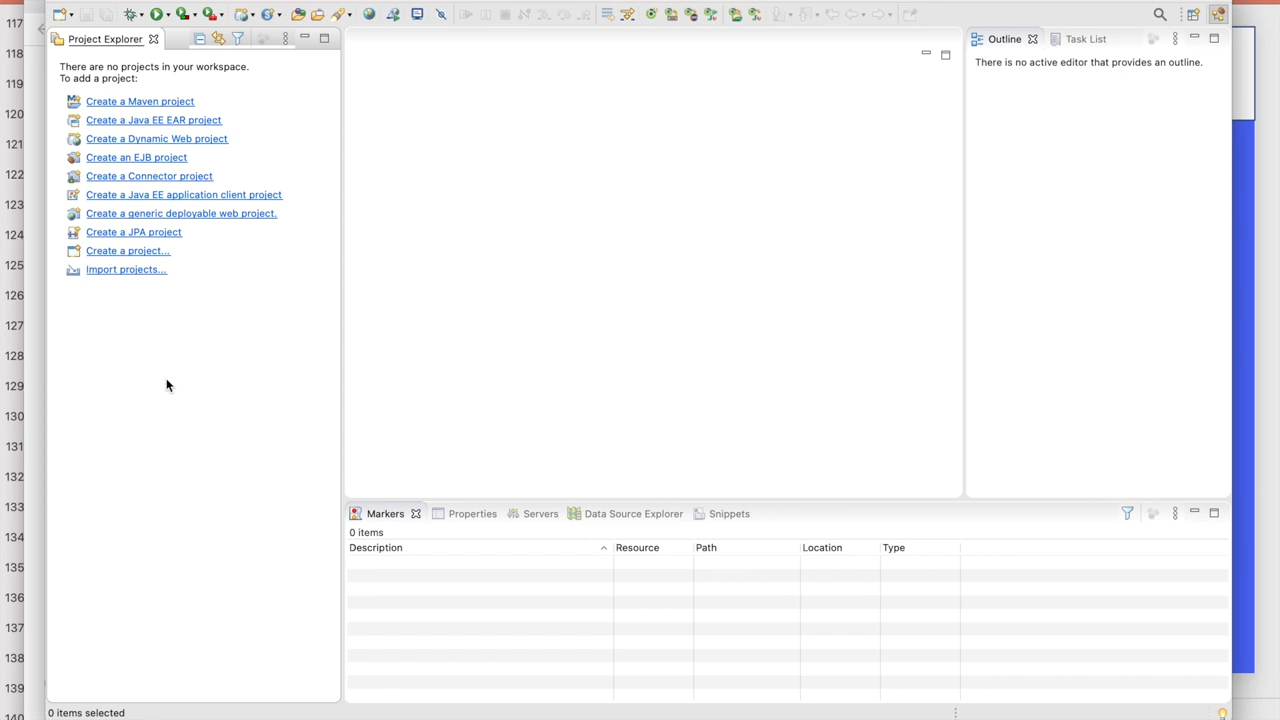 117
118
119
120
121
122
123
124
125
126
127
128
129
130
131
132
133
134
135
136
137
138
139
Project Explorer
There are no projects in your workspace.
To add a project:
Create a Maven project
Create a Java EE EAR project
Create a Dynamic Web project
Create an EJB project
Create a Connector project
Create a Java EE application client project
Create a generic deployable web project.
Create a JPA project
Create a project...
Import projects...
Outline
Task List
There is no active editor that provides an outline.
Markers
Properties
Servers
Data Source Explorer
Snippets
0 items
Description Resource Path Location Type
0 items selected